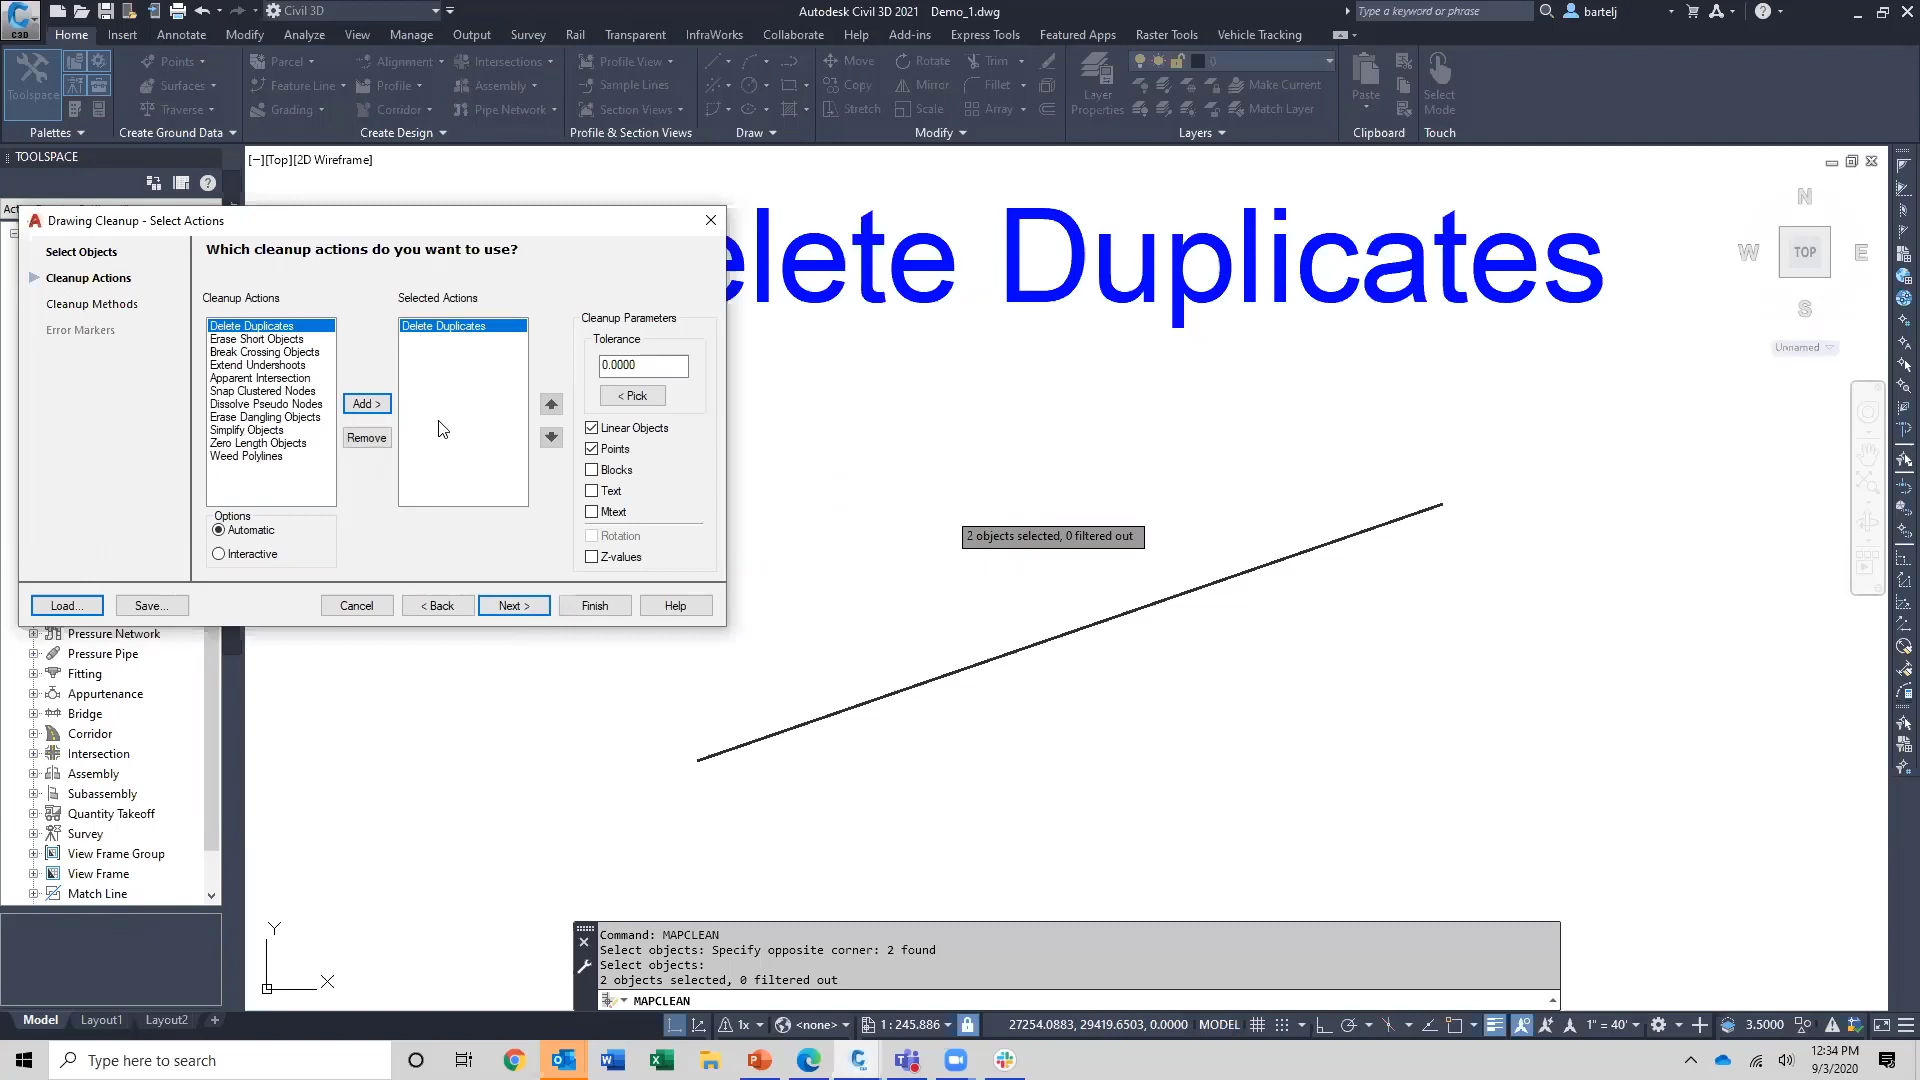 C3D
Civil 3D
Autodesk Civil 3D 2021 Demo_1.dwg
Type a keyword or phrase
bartelj
Home Insert Annotate Modify Analyze View Manage Output Survey Rail Transparent InfraWorks Collaborate Help Add-ins Express Tools Featured Apps Raster Tools Vehicle Tracking
Toolspace
Points
Surfaces
Traverse
Parcel
Feature Line
Grading
Alignment
Profile
Corridor
Intersections
Assembly
Pipe Network
Profile View
Sample Lines
Section Views
Move
Copy
Stretch
Rotate
Mirror
Scale
Trim
Fillet
Array
Layer
Properties
0
Make Current
Match Layer
Paste
Select
Mode
Palettes
Create Ground Data
Create Design
Profile & Section Views
Draw
Modify
Layers
Clipboard
Touch
TOOLSPACE
[−][Top][2D Wireframe]
elete Duplicates
N
W
TOP
E
S
Unnamed
Drawing Cleanup - Select Actions
Select Objects
Cleanup Actions
Cleanup Methods
Error Markers
Which cleanup actions do you want to use?
Cleanup Actions
Delete Duplicates
Erase Short Objects
Break Crossing Objects
Extend Undershoots
Apparent Intersection
Snap Clustered Nodes
Dissolve Pseudo Nodes
Erase Dangling Objects
Simplify Objects
Zero Length Objects
Weed Polylines
Add >
Remove
Selected Actions
Delete Duplicates
Cleanup Parameters
Tolerance
0.0000
< Pick
Linear Objects
Points
Blocks
Text
Mtext
Rotation
Z-values
Options
Automatic
Interactive
Load...
Save...
Cancel
< Back
Next >
Finish
Help
2 objects selected, 0 filtered out
Pressure Network
Pressure Pipe
Fitting
Appurtenance
Bridge
Corridor
Intersection
Assembly
Subassembly
Quantity Takeoff
Survey
View Frame Group
View Frame
Match Line
Y
X
Command: MAPCLEAN
Select objects: Specify opposite corner: 2 found
Select objects:
2 objects selected, 0 filtered out
MAPCLEAN
Model Layout1 Layout2 +
1x
<none>
1 : 245.886
27254.0883, 29419.6503, 0.0000 MODEL
1" = 40'
3.5000
Type here to search
12:34 PM
9/3/2020